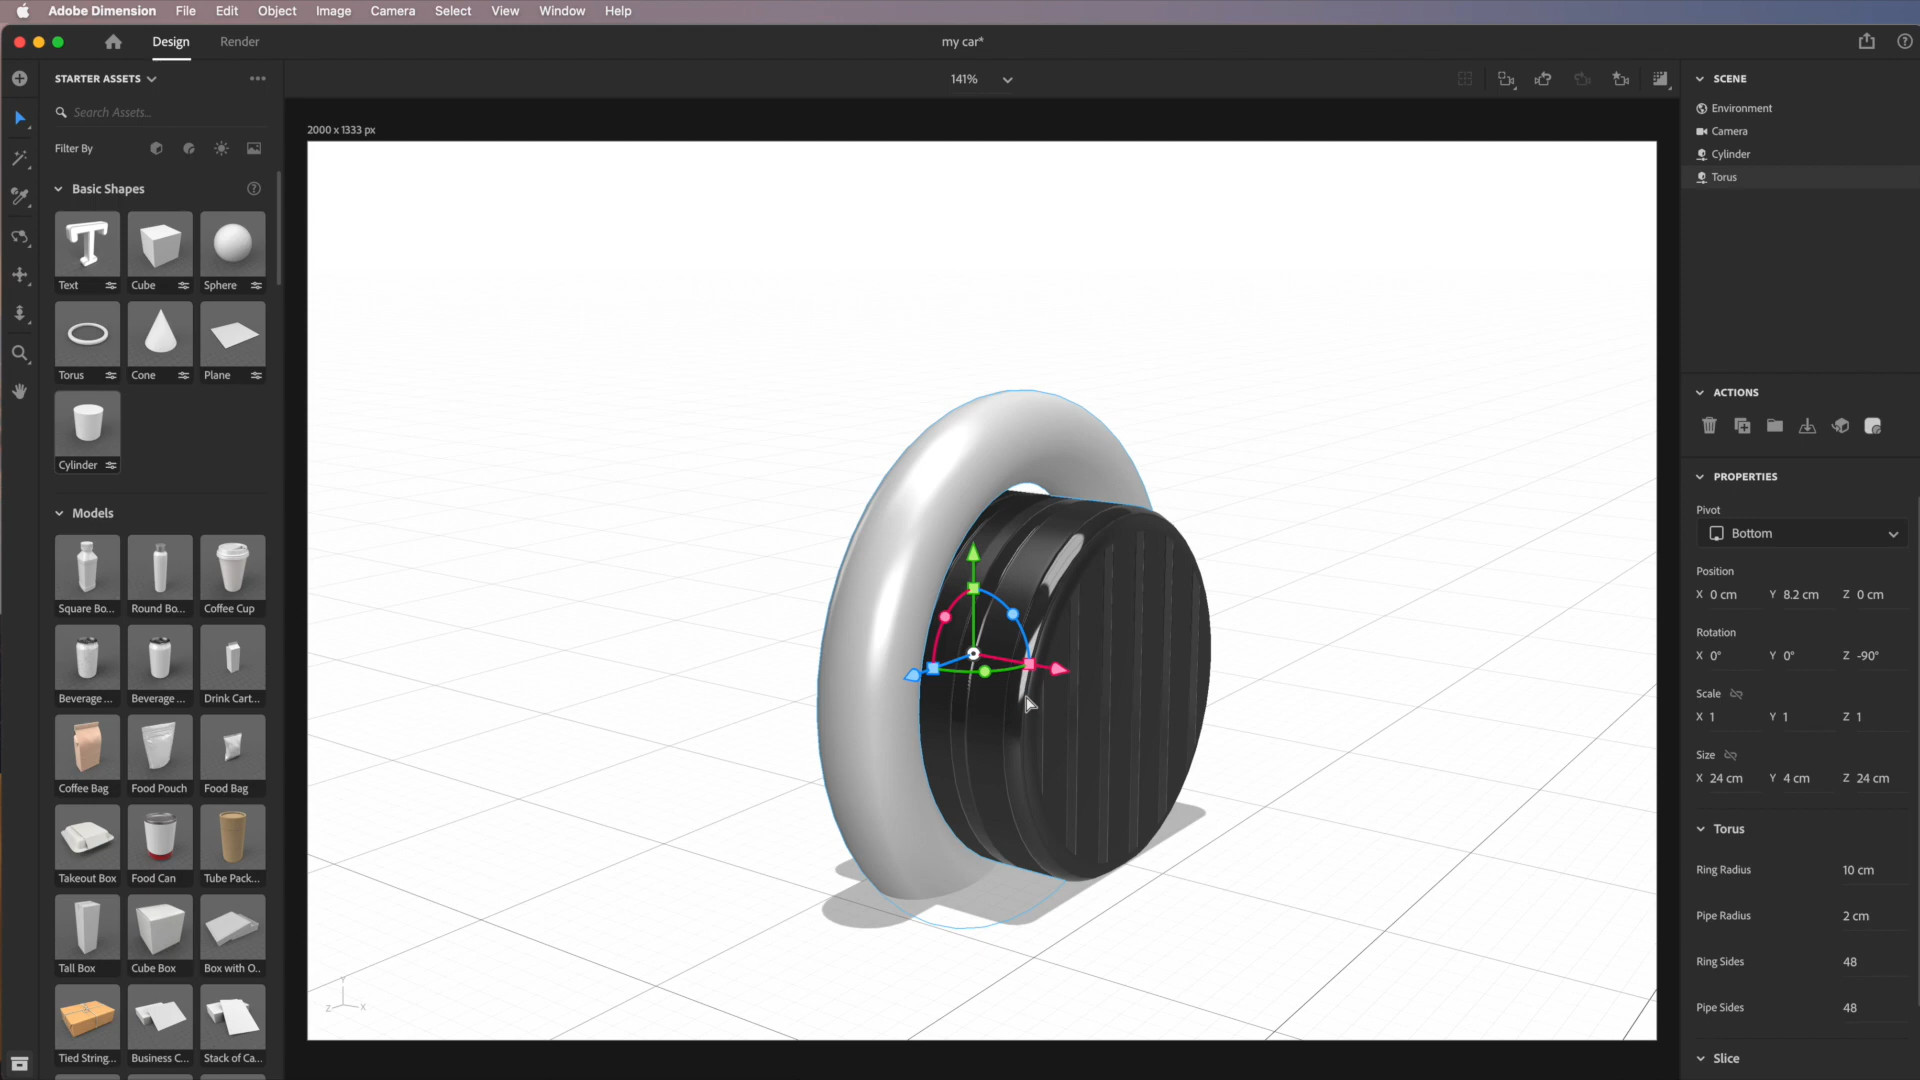 Adobe Dimension File Edit Object Image Camera Select View Window Help
Design Render my car*
STARTER ASSETS
141%
SCENE
Search Assets...
Environment
2000 x 1333 px
Camera
Filter By
Cylinder
Torus
Basic Shapes
Text Cube Sphere
Torus Cone Plane
ACTIONS
Cylinder
PROPERTIES
Pivot
Models
Bottom
Position
X 0 cm Y 8.2 cm Z 0 cm
Square Bo... Round Bo... Coffee Cup
Rotation
X 0° Y 0° Z -90°
Beverage ... Beverage ... Drink Cart...
Scale
X 1 Y 1 Z 1
Size
X 24 cm Y 4 cm Z 24 cm
Coffee Bag Food Pouch Food Bag
Torus
Ring Radius 10 cm
Takeout Box Food Can Tube Pack...
Pipe Radius 2 cm
Ring Sides 48
Tall Box Cube Box Box with O..
Y
Z X
Pipe Sides 48
Tied String... Business C... Stack of Ca...
Slice